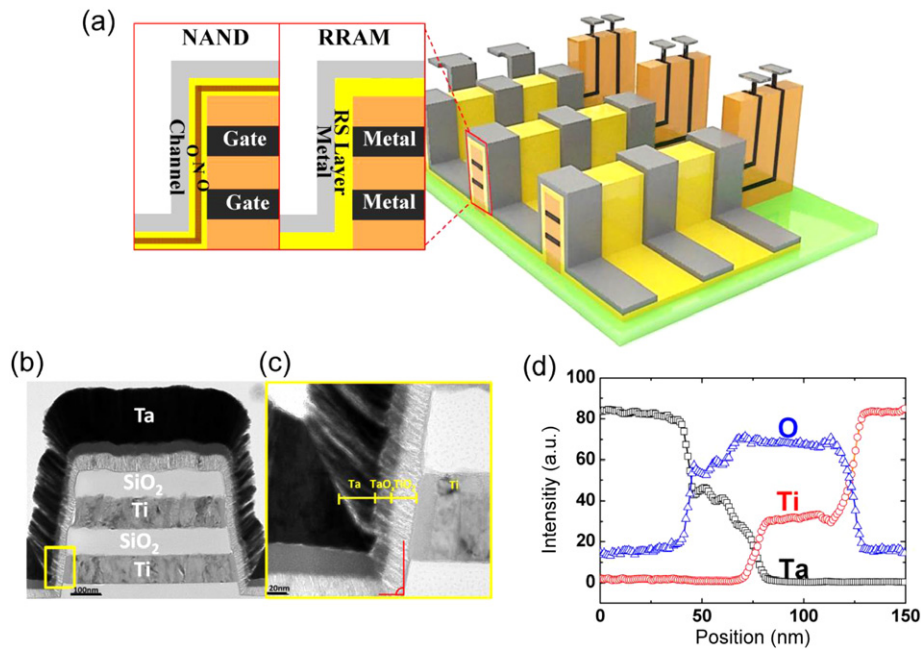 (a)
NAND
RRAM
Channel
O N O
Gate
Gate
RS Layer
Metal
Metal
Metal
(b)
Ta
SiO2
Ti
SiO2
Ti
100nm
(c)
Ta
TaO
TiO
Ti
20nm
(d)
100
80
60
40
20
0
Intensitiy (a.u.)
O
Ti
Ta
0
50
100
150
Position (nm)